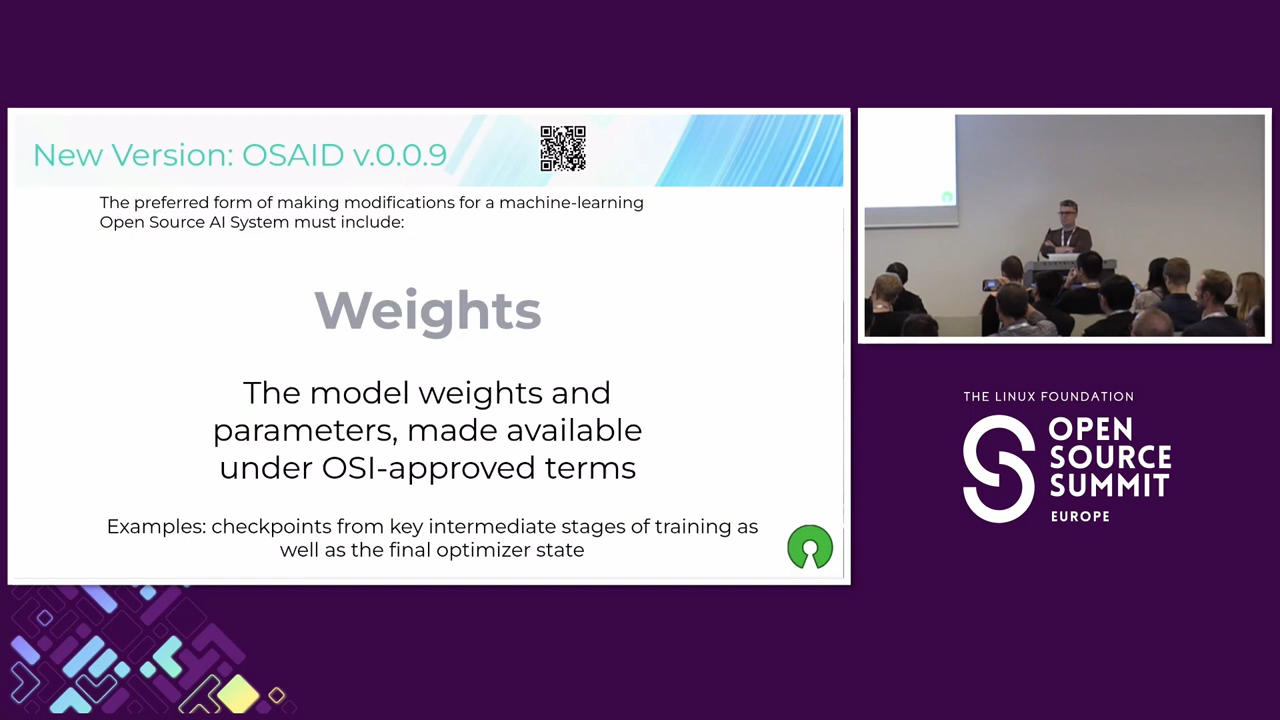 New Version: OSAID v.0.0.9
The preferred form of making modifications for a machine-learning
Open Source AI System must include:
Weights
The model weights and
parameters, made available
under OSI-approved terms
Examples: checkpoints from key intermediate stages of training as
well as the final optimizer state
THE LINUX FOUNDATION
OPEN
SOURCE
SUMMIT
EUROPE